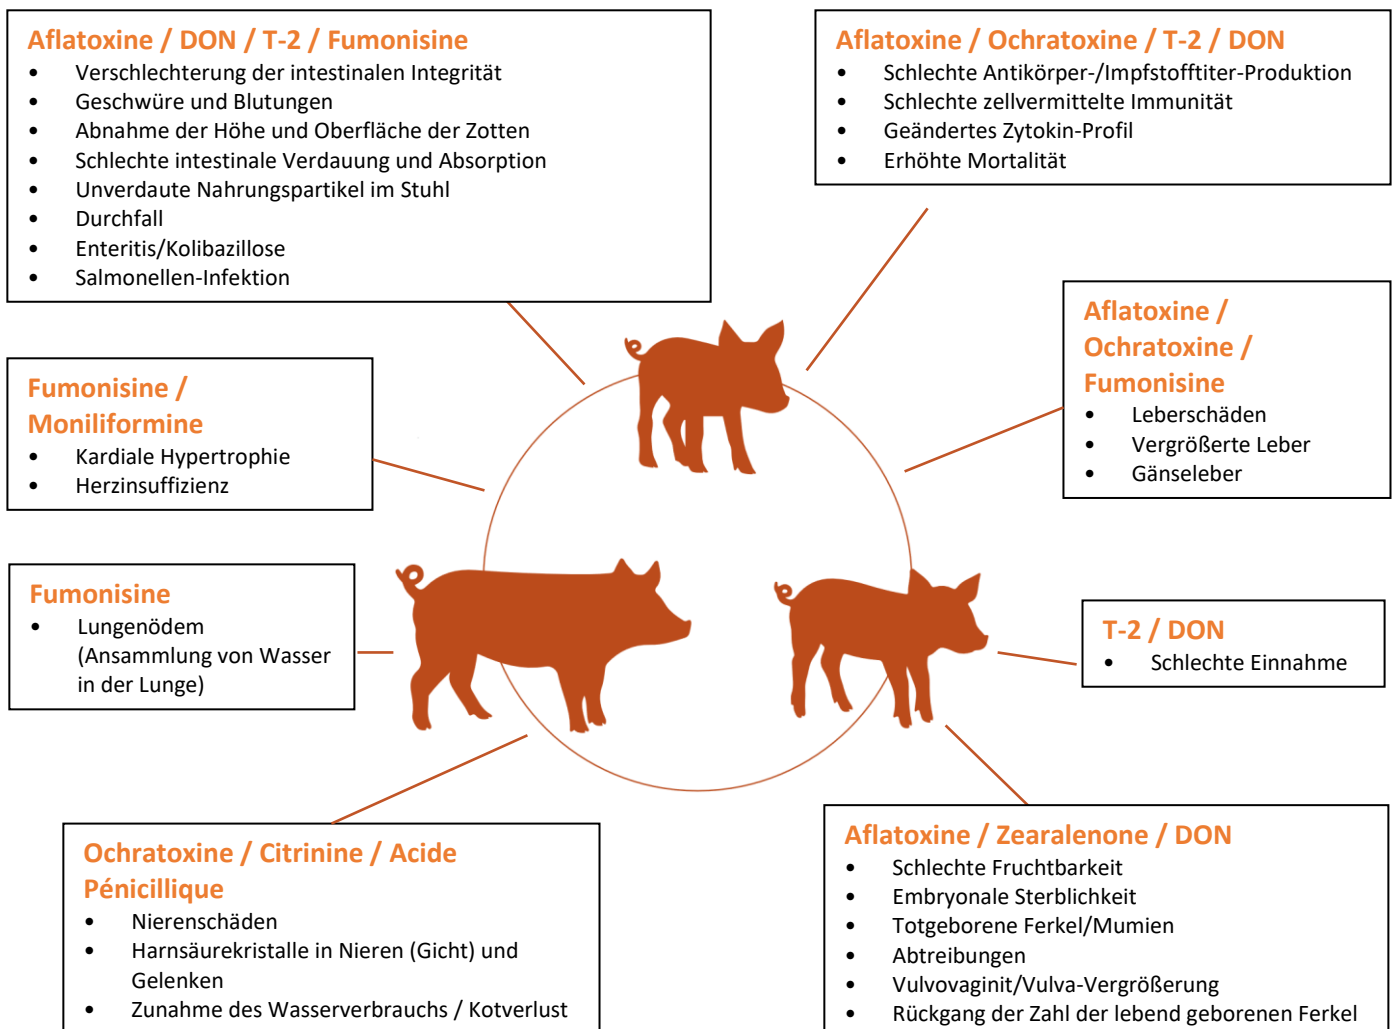 Aflatoxine / DON / T-2 / Fumonisine
• Verschlechterung der intestinalen Integrität
• Geschwüre und Blutungen
• Abnahme der Höhe und Oberfläche der Zotten
• Schlechte intestinale Verdauung und Absorption
• Unverdaute Nahrungspartikel im Stuhl
• Durchfall
• Enteritis/Kolibazillose
• Salmonellen-Infektion
Aflatoxine / Ochratoxine / T-2 / DON
• Schlechte Antikörper-/Impfstofftiter-Produktion
• Schlechte zellvermittelte Immunität
• Geändertes Zytokin-Profil
• Erhöhte Mortalität
Fumonisine /
Moniliformine
• Kardiale Hypertrophie
• Herzinsuffizienz
Aflatoxine /
Ochratoxine /
Fumonisine
• Leberschäden
• Vergrößerte Leber
• Gänseleber
Fumonisine
• Lungenödem
(Ansammlung von Wasser
in der Lunge)
T-2 / DON
• Schlechte Einnahme
Ochratoxine / Citrinine / Acide
Pénicillique
• Nierenschäden
• Harnsäurekristalle in Nieren (Gicht) und
Gelenken
• Zunahme des Wasserverbrauchs / Kotverlust
Aflatoxine / Zearalenone / DON
• Schlechte Fruchtbarkeit
• Embryonale Sterblichkeit
• Totgeborene Ferkel/Mumien
• Abtreibungen
• Vulvovaginit/Vulva-Vergrößerung
• Rückgang der Zahl der lebend geborenen Ferkel